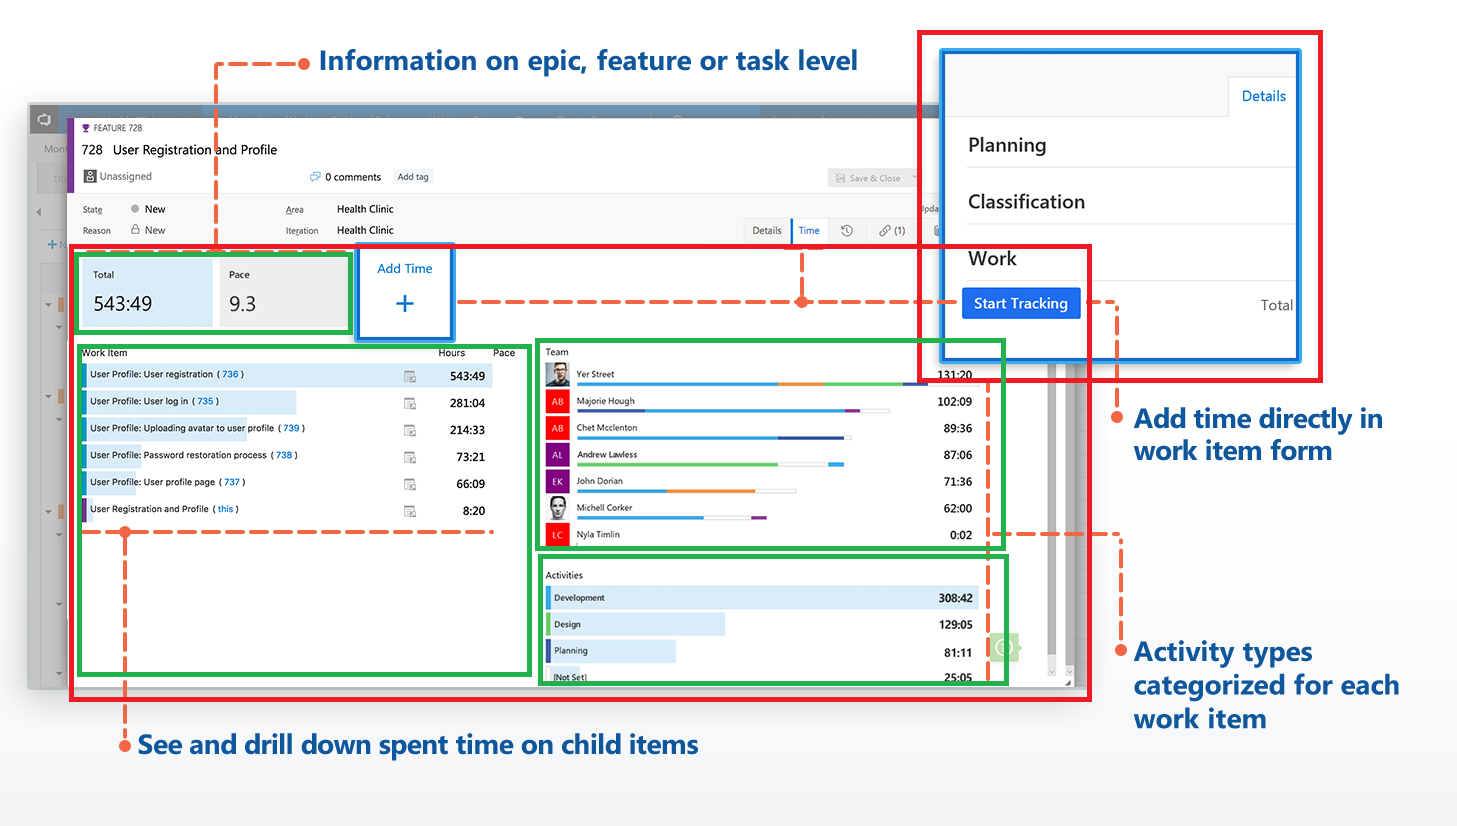 Information on epic, feature or task level
FEATURE 728
728 User Registration and Profile
Unassigned
0 comments
Add tag
Save & Close
State
New
Area
Health Clinic
Reason
New
Iteration
Health Clinic
Details
Time
(1)
Details
Planning
Classification
Work
Start Tracking
Total
Total
543:49
Pace
9.3
Add Time
+
Work Item Hours Pace
User Profile: User registration (736) 543:49
User Profile: User log in (735) 281:04
User Profile: Uploading avatar to user profile (739) 214:33
User Profile: Password restoration process (738) 73:21
User Profile: User profile page (737) 66:09
User Registration and Profile (this) 8:20
Team
Yer Street 131:20
AB Majorie Hough 102:09
AB Chet Mcclenton 89:36
AL Andrew Lawless 87:06
EK John Dorian 71:36
Michell Corker 62:00
LC Nyla Timlin 0:02
Activities
Development 308:42
Design 129:05
Planning 81:11
[Not Set] 25:05
Add time directly in
work item form
Activity types
categorized for each
work item
See and drill down spent time on child items